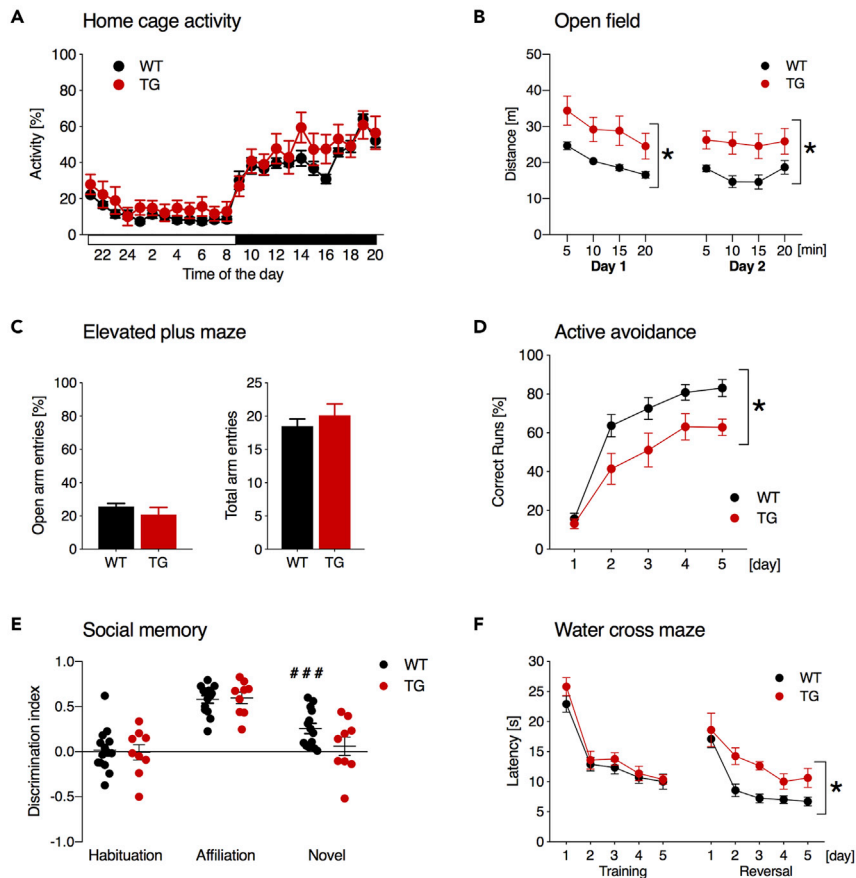 A Home cage activity
WT
TG
Activity [%]
100
80
60
40
20
0
22 24 2 4 6 8 10 12 14 16 18 20
Time of the day
B Open field
WT
TG
Distance [m]
50
40
30
20
10
0
5 10 15 20 5 10 15 20 [min]
Day 1 Day 2
*
*
C Elevated plus maze
Open arm entries [%]
100
80
60
40
20
0
WT TG
Total arm entries
25
20
15
10
5
0
WT TG
D Active avoidance
Correct Runs [%]
100
80
60
40
20
0
*
WT
TG
1 2 3 4 5 [day]
E Social memory
WT
TG
# # #
Discrimination index
1.0
0.5
0.0
0.5
-1.0
Habituation Affiliation Novel
F Water cross maze
WT
TG
Latency [s]
30
25
20
15
10
5
0
*
1 2 3 4 5 1 2 3 4 5 [day]
Training Reversal